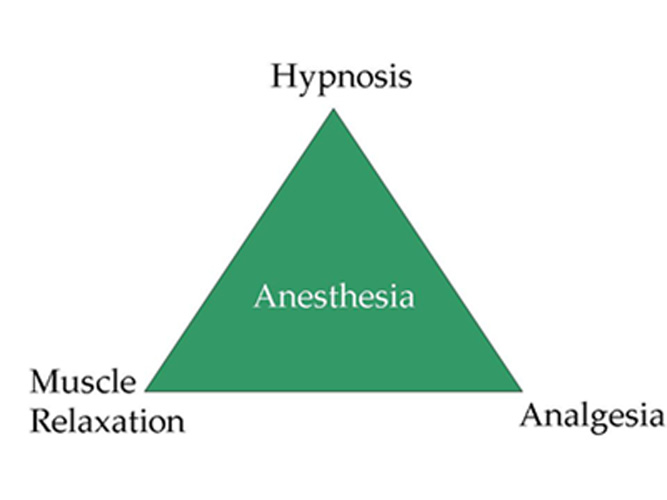 Hypnosis
Anesthesia
Muscle
Relaxation
Analgesia